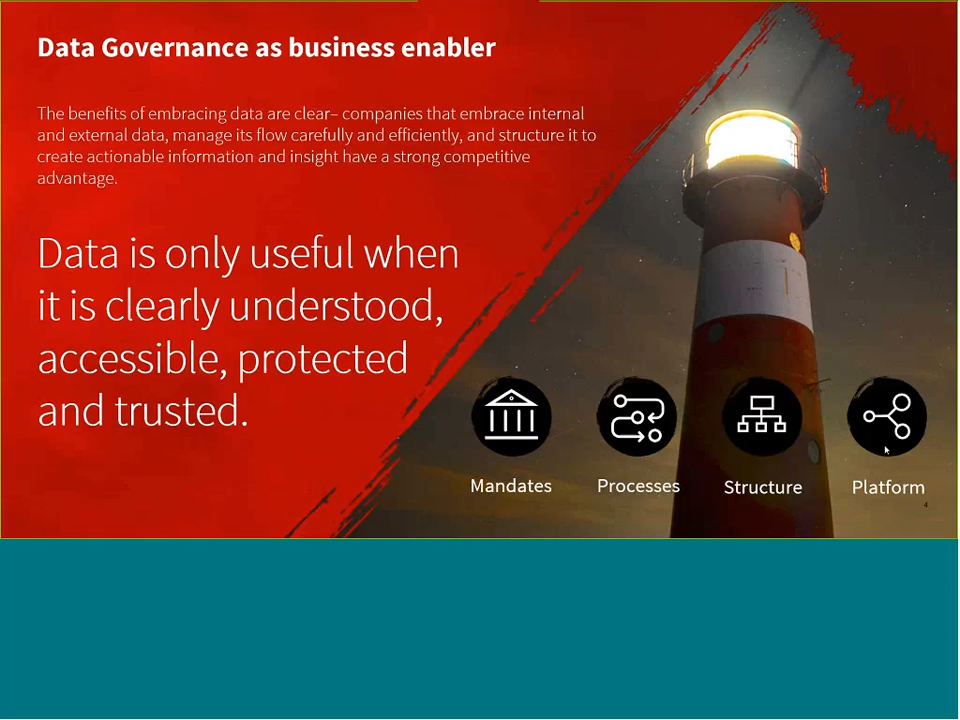 Data Governance as business enabler
The benefits of embracing data are clear– companies that embrace internal
and external data, manage its flow carefully and efficiently, and structure it to
create actionable information and insight have a strong competitive
advantage.
Data is only useful when
it is clearly understood,
accessible, protected
and trusted.
Mandates Processes Structure Platform
4